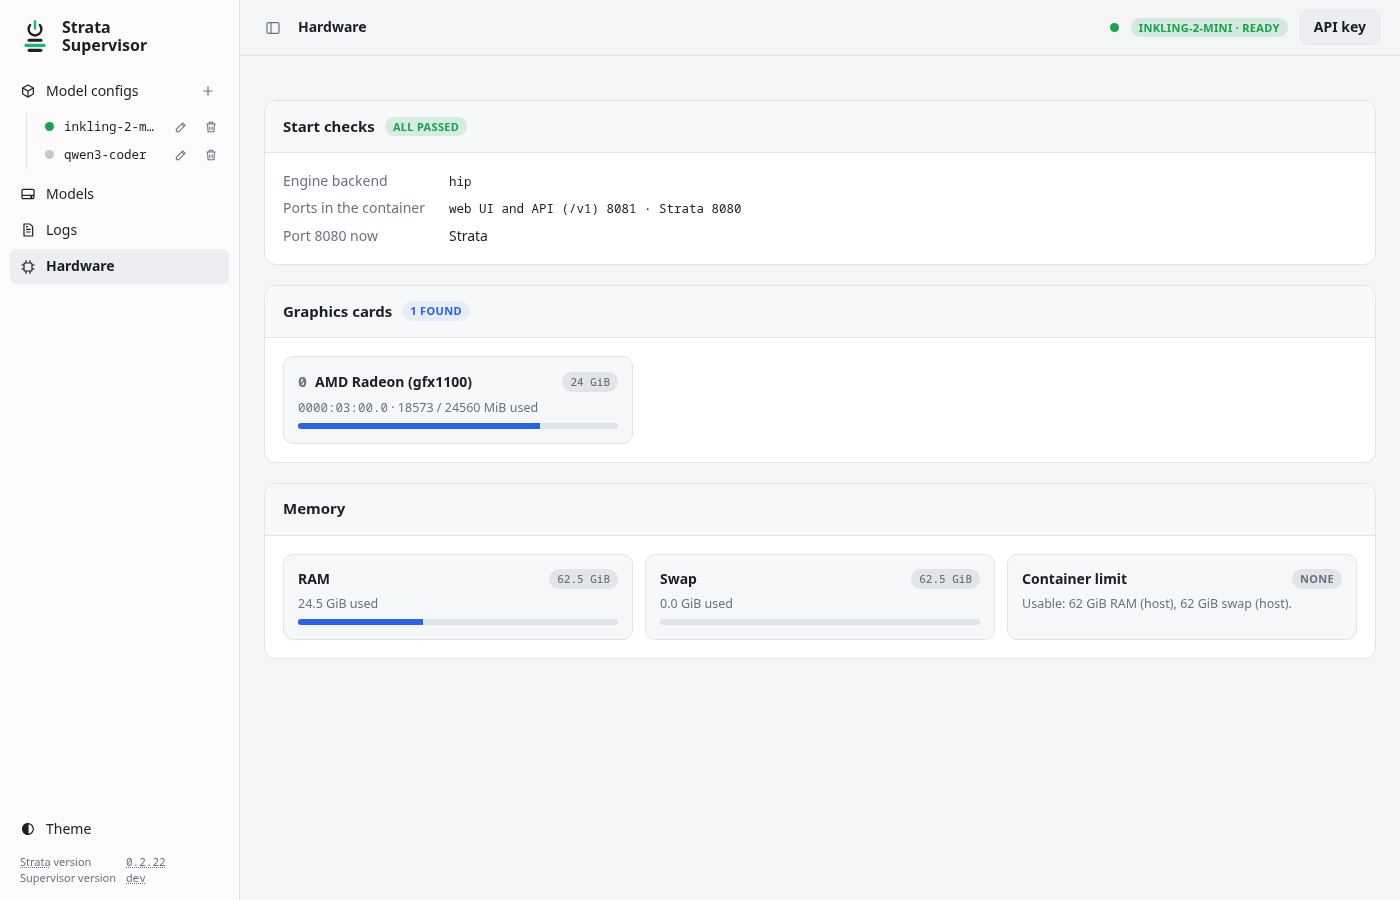 Strata
Supervisor
Model configs
inkling-2-m…
qwen3-coder
Models
Logs
Hardware
Theme
Strata version 0.2.22
Supervisor version dev
Hardware
INKLING-2-MINI · READY
API key
Start checks ALL PASSED
Engine backend hip
Ports in the container web UI and API (/v1) 8081 · Strata 8080
Port 8080 now Strata
Graphics cards 1 FOUND
0 AMD Radeon (gfx1100) 24 GiB
0000:03:00.0 · 18573 / 24560 MiB used
Memory
RAM 62.5 GiB
24.5 GiB used
Swap 62.5 GiB
0.0 GiB used
Container limit NONE
Usable: 62 GiB RAM (host), 62 GiB swap (host).